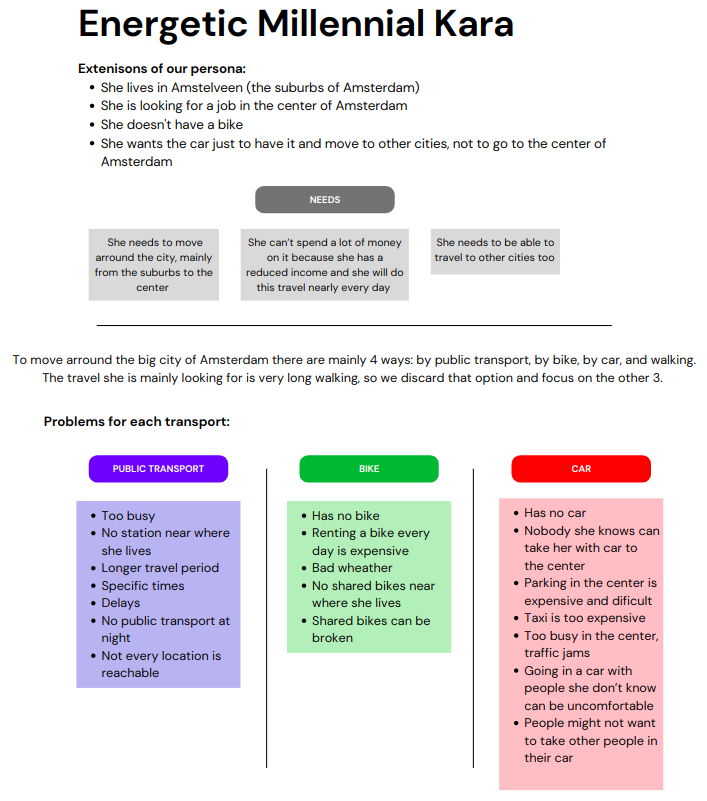 Energetic Millennial Kara
Extenisons of our persona:
• She lives in Amstelveen (the suburbs of Amsterdam)
• She is looking for a job in the center of Amsterdam
• She doesn't have a bike
• She wants the car just to have it and move to other cities, not to go to the center of
Amsterdam
NEEDS
She needs to move
arround the city, mainly
from the suburbs to the
center
She can't spend a lot of money
on it because she has a
reduced income and she will do
this travel nearly every day
She needs to be able to
travel to other cities too
To move arround the big city of Amsterdam there are mainly 4 ways: by public transport, by bike, by car, and walking.
The travel she is mainly looking for is very long walking, so we discard that option and focus on the other 3.
Problems for each transport:
PUBLIC TRANSPORT
• Too busy
• No station near where
she lives
• Longer travel period
• Specific times
• Delays
• No public transport at
night
• Not every location is
reachable
BIKE
• Has no bike
• Renting a bike every
day is expensive
• Bad wheather
• No shared bikes near
where she lives
• Shared bikes can be
broken
CAR
• Has no car
• Nobody she knows can
take her with car to
the center
• Parking in the center is
expensive and dificult
• Taxi is too expensive
• Too busy in the center,
traffic jams
• Going in a car with
people she don't know
can be uncomfortable
• People might not want
to take other people in
their car